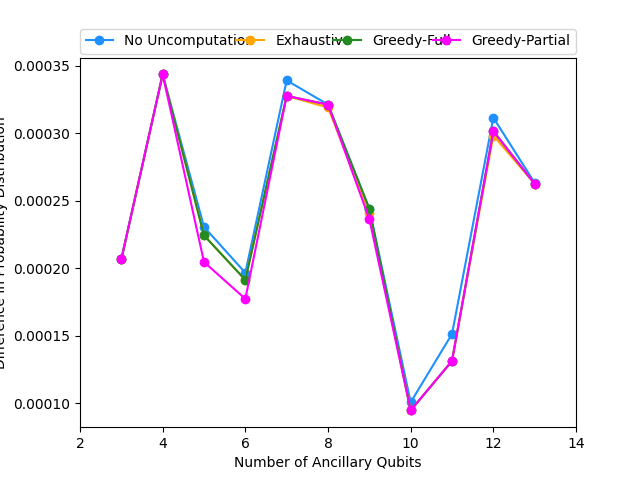 No Uncomputation Exhaustive Greedy-Full Greedy-Partial
0.00035
0.00030
0.00025
0.00020
0.00015
0.00010
Difference in Probability Distribution
2 4 6 8 10 12 14
Number of Ancillary Qubits